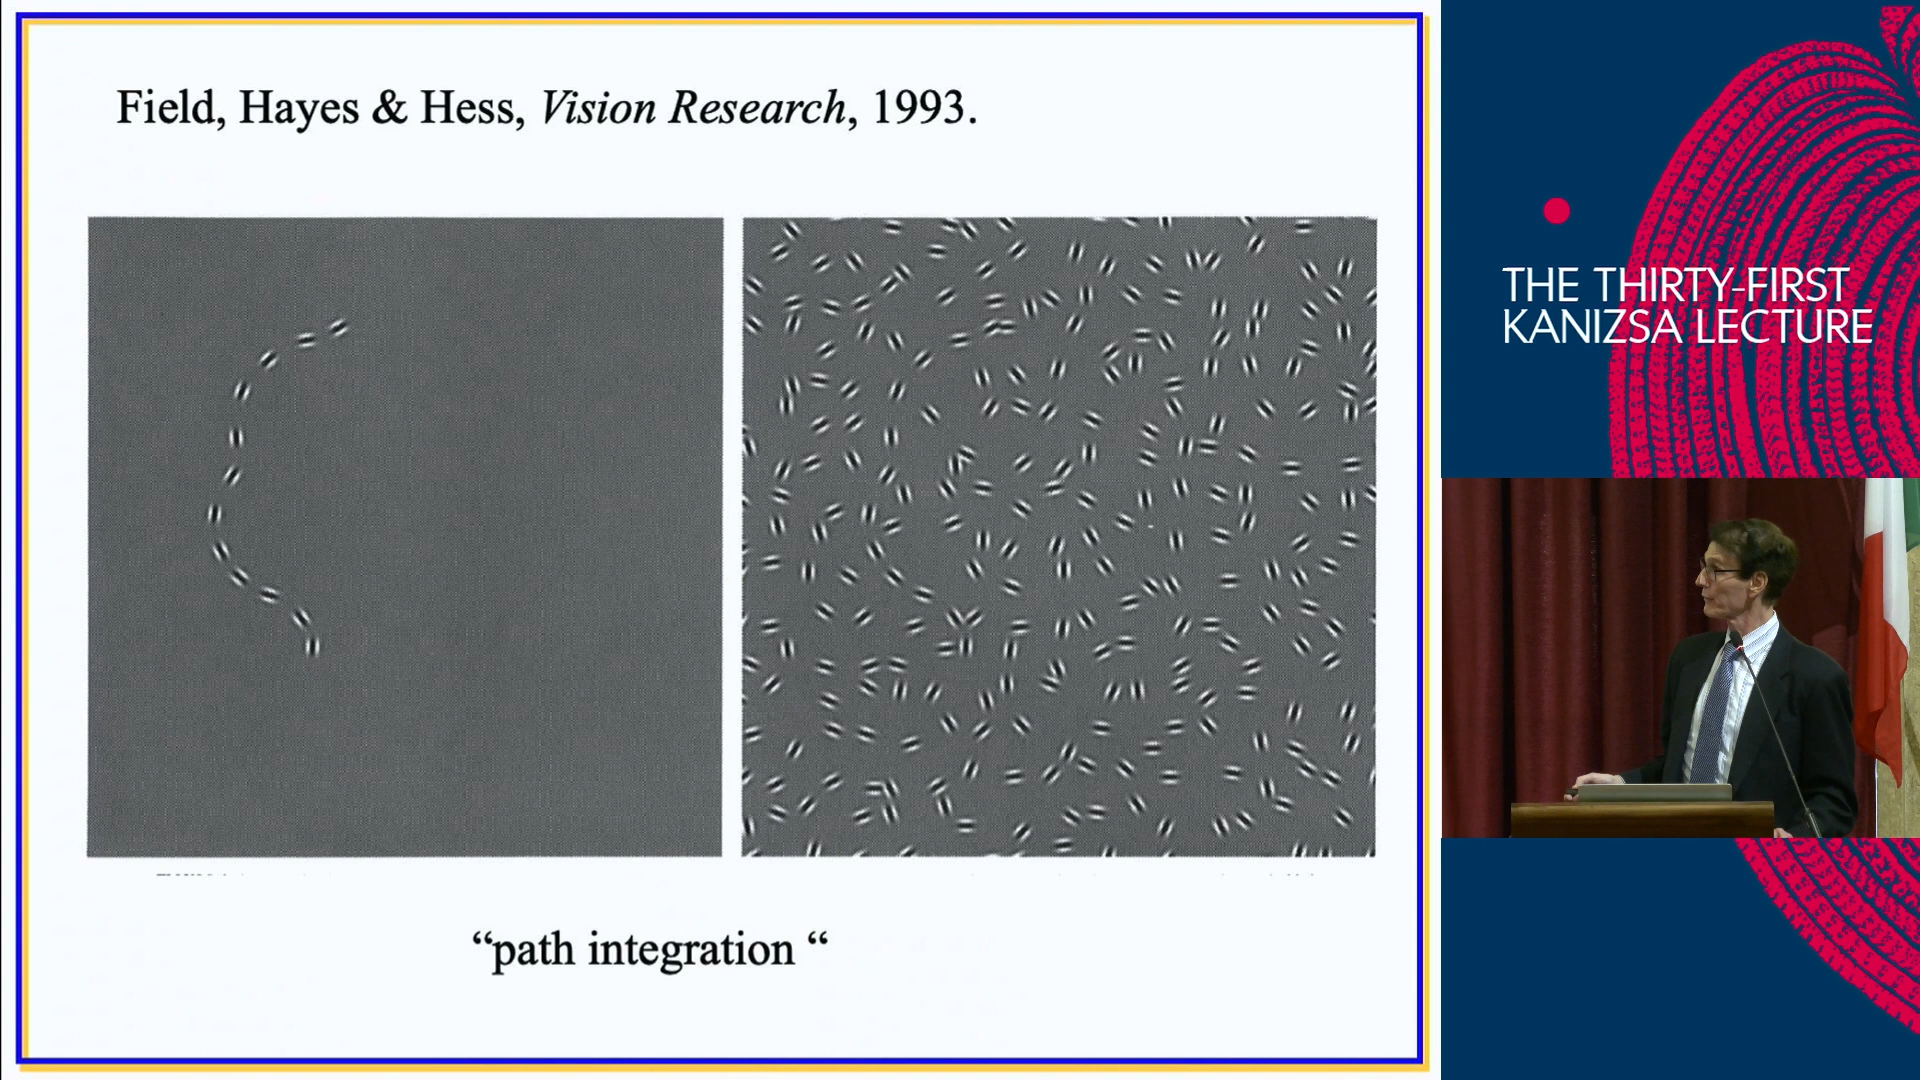 Field, Hayes & Hess, Vision Research, 1993.
“path integration “
THE THIRTY-FIRST
KANIZSA LECTURE